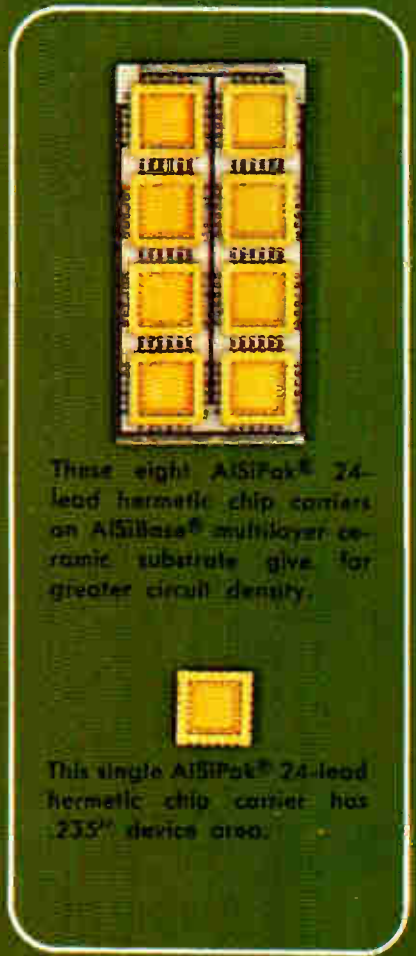 These eight AlSiPak® 24-
lead hermetic chip carriers
on AlSiBase® multilayer ce-
ramic substrate give far
greater circuit density.
This single AlSiPak® 24-lead
hermetic chip carrier has
.235" device area.